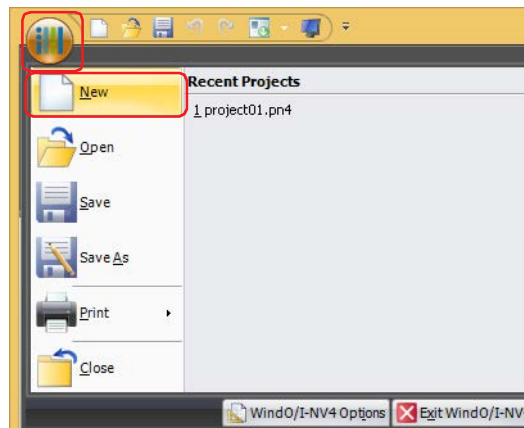 New
Open
Save
Save As
Print
Close
Recent Projects
1 project01.pn4
WindO/I-NV4 Options
Exit WindO/I-NV